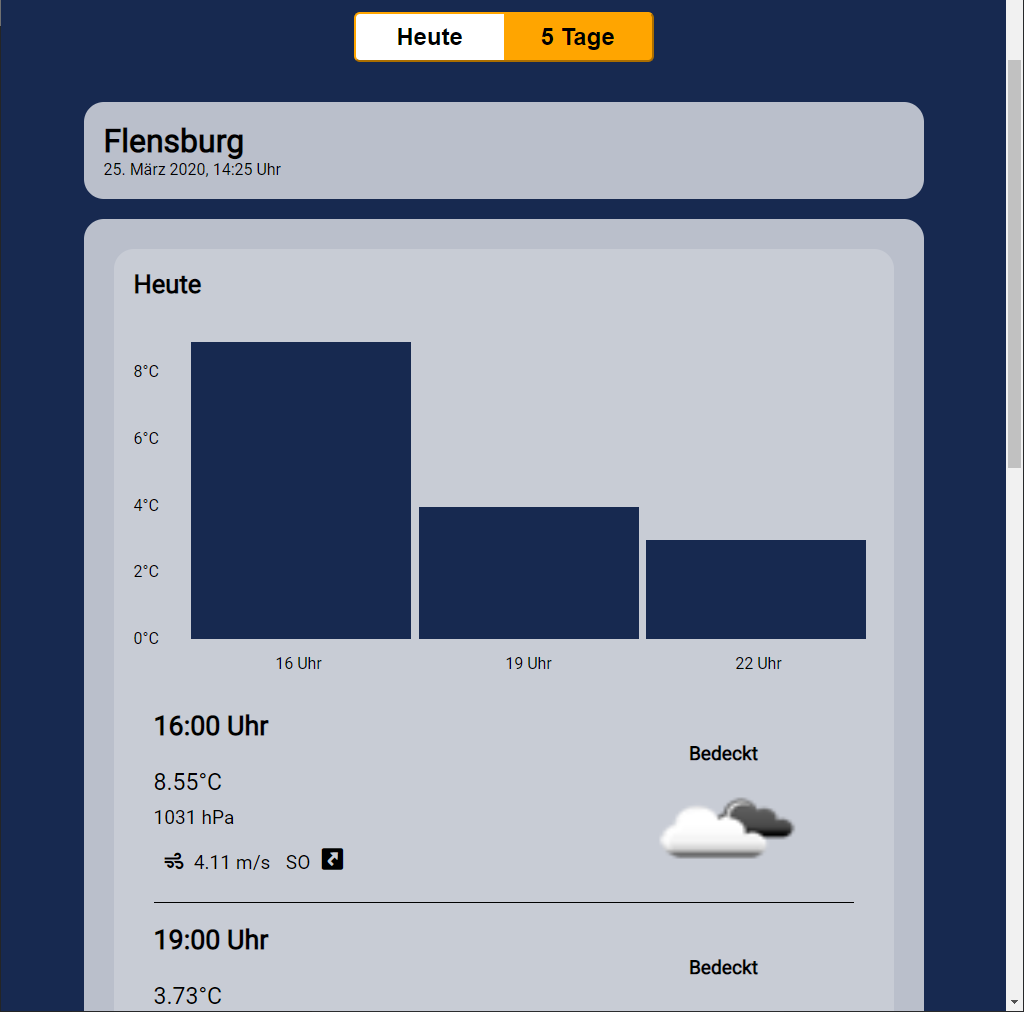 Heute 5 Tage
Flensburg
25. März 2020, 14:25 Uhr
Heute
8°C
6°C
4°C
2°C
0°C
16 Uhr 19 Uhr 22 Uhr
16:00 Uhr
Bedeckt
8.55°C
1031 hPa
4.11 m/s SO
19:00 Uhr
Bedeckt
3.73°C